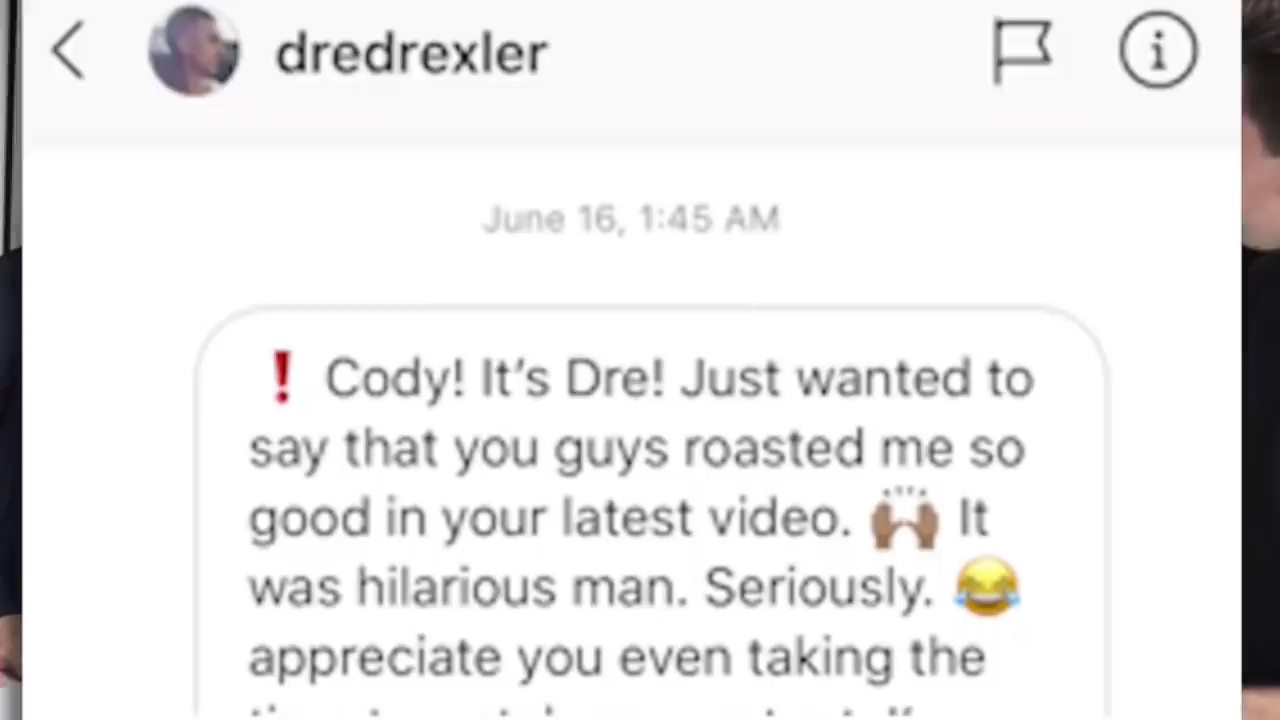 dredrexler
June 16, 1:45 AM
❗ Cody! It’s Dre! Just wanted to
say that you guys roasted me so
good in your latest video. 🙌🏽 It
was hilarious man. Seriously. 😂
appreciate you even taking the